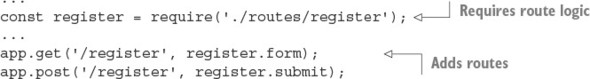 ...
const register = require('./routes/register');
Requires route logic
...
app.get('/register', register.form);
app.post('/register', register.submit);
Adds routes